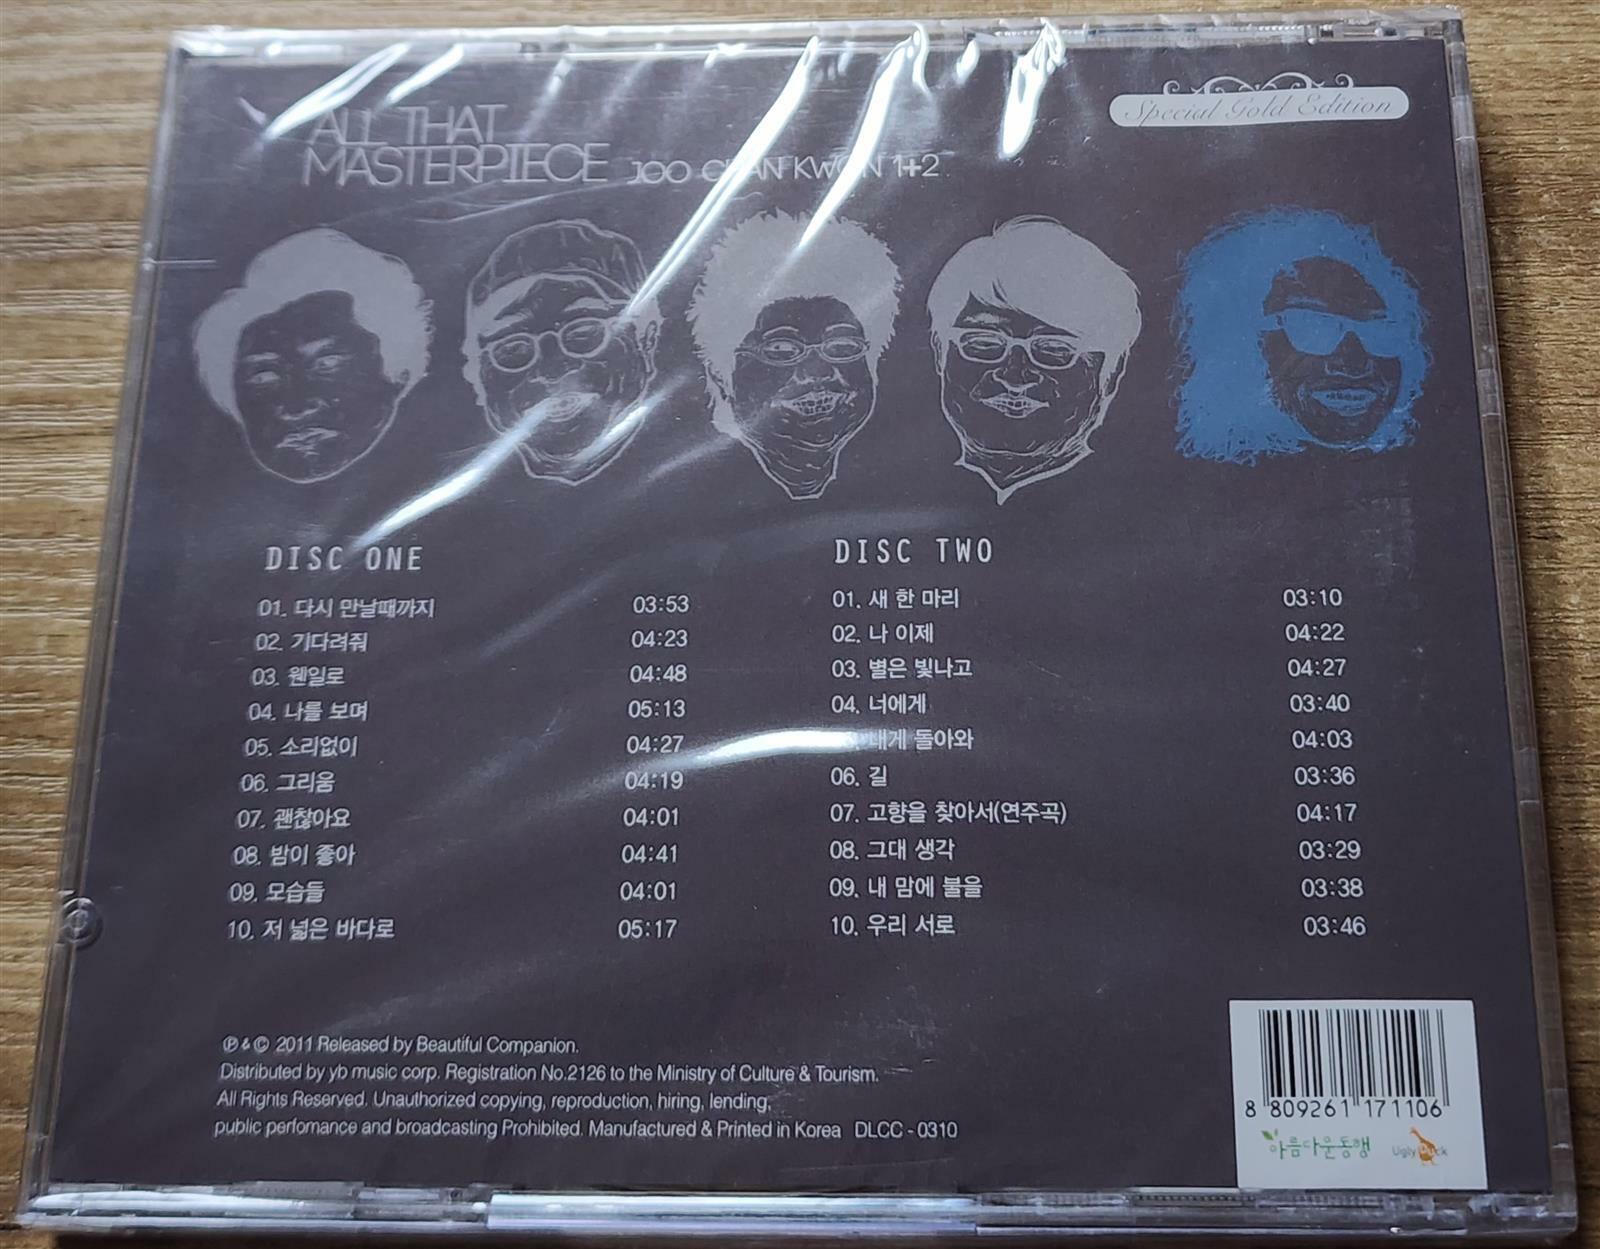 Special Gold Edition
ALL THAT
MASTERPIECE JOO CHAN KWON 1+2
DISC ONE
01. 다시 만날때까지 03:53
02. 기다려줘 04:23
03. 웬일로 04:48
04. 나를 보며 05:13
05. 소리없이 04:27
06. 그리움 04:19
07. 괜찮아요 04:01
08. 밤이 좋아 04:41
09. 모습들 04:01
10. 저 넓은 바다로 05:17
DISC TWO
01. 새 한 마리 03:10
02. 나 이제 04:22
03. 별은 빛나고 04:27
04. 너에게 03:40
내게 돌아와 04:03
06. 길 03:36
07. 고향을 찾아서(연주곡) 04:17
08. 그대 생각 03:29
09. 내 맘에 불을 03:38
10. 우리 서로 03:46
℗ & © 2011 Released by Beautiful Companion.
Distributed by yb music corp. Registration No.2126 to the Ministry of Culture & Tourism.
All Rights Reserved. Unauthorized copying, reproduction, hiring, lending,
public perfomance and broadcasting Prohibited. Manufactured & Printed in Korea DLCC - 0310
8 809261 171106
아름다운동행
Ugly Duck